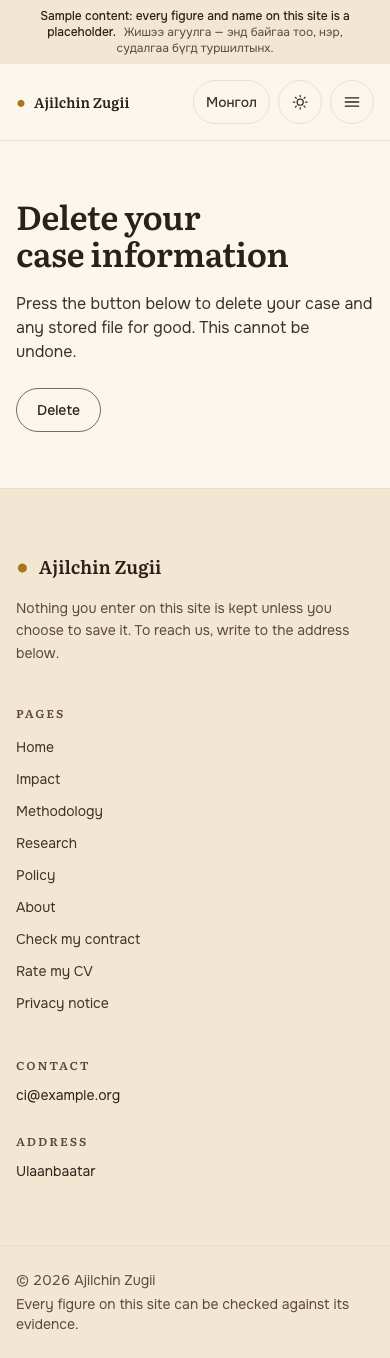 Sample content: every figure and name on this site is a
placeholder. Жишээ агуулга — энд байгаа тоо, нэр,
судалгаа бүгд туршилтынх.
Ajilchin Zugii
Монгол
Delete your
case information
Press the button below to delete your case and
any stored file for good. This cannot be
undone.
Delete
Ajilchin Zugii
Nothing you enter on this site is kept unless you
choose to save it. To reach us, write to the address
below.
PAGES
Home
Impact
Methodology
Research
Policy
About
Check my contract
Rate my CV
Privacy notice
CONTACT
ci@example.org
ADDRESS
Ulaanbaatar
© 2026 Ajilchin Zugii
Every figure on this site can be checked against its
evidence.